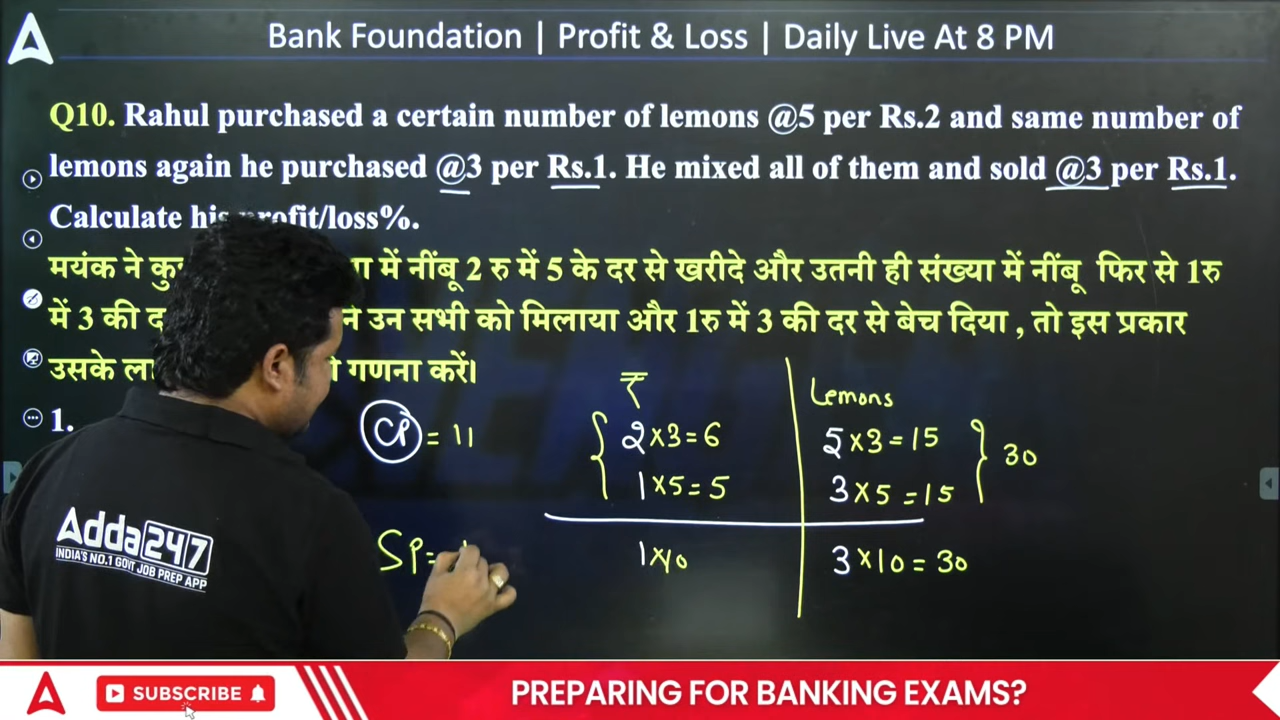 Bank Foundation | Profit & Loss | Daily Live At 8 PM
Q10. Rahul purchased a certain number of lemons @5 per Rs.2 and same number of
lemons again he purchased @3 per Rs.1. He mixed all of them and sold @3 per Rs.1.
Calculate his profit/loss%.
मयंक ने में नींबू 2 रु में 5 के दर से खरीदे और उतनी ही संख्या में नींबू फिर से 1रु
में 3 की उन सभी को मिलाया और 1रु में 3 की दर से बेच दिया , तो इस प्रकार
उसके गणना करें।
1.
₹ Lemons
CP = 11 2 x 3 = 6 5 x 3 = 15
1 x 5 = 5 3 x 5 = 15 30
SP = 1 x 10 3 x 10 = 30
Adda247
INDIA'S NO.1 GOVT JOB PREP APP
SUBSCRIBE
PREPARING FOR BANKING EXAMS?